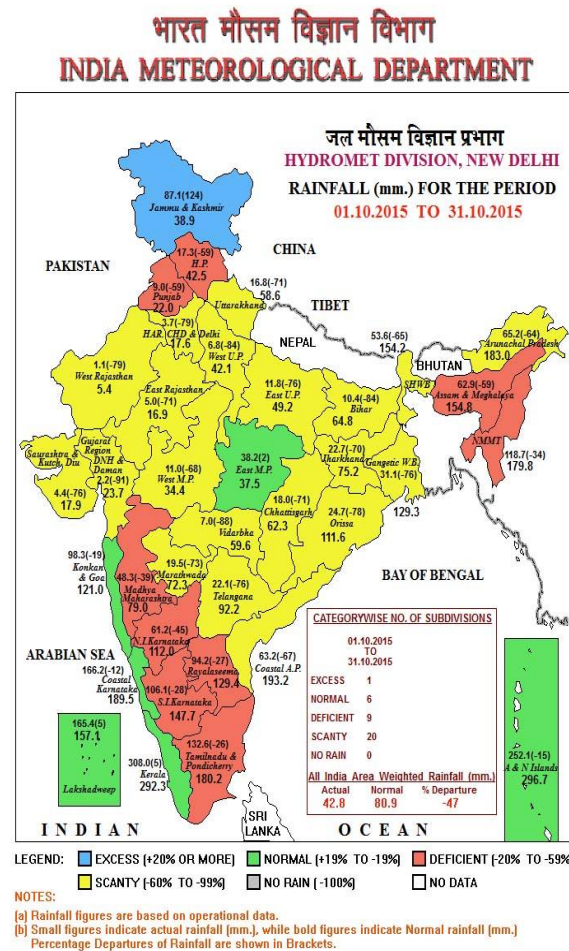 भारत मौसम विज्ञान विभाग
INDIA METEOROLOGICAL DEPARTMENT
जल मौसम विज्ञान प्रभाग
HYDROMET DIVISION, NEW DELHI
RAINFALL (mm.) FOR THE PERIOD
01.10.2015 TO 31.10.2015
87.1(124)
Jammu & Kashmir
38.9
CHINA
PAKISTAN
17.3(-59)
H.P.
42.5
9.0(-59)
Punjab
22.0
16.8(-71)
58.6
Uttarakhand
TIBET
3.7(-79)
HAR. CHD & Delhi
17.6
6.8(-84)
West U.P.
42.1
NEPAL
53.6(-65)
154.2
BHUTAN
65.2(-64)
Arunachal Pradesh
183.0
1.1(-79)
West Rajasthan
5.4
East Rajasthan
5.0(-71)
16.9
11.8(-76)
East U.P.
49.2
10.4(-84)
Bihar
64.8
SHWB
62.9(-59)
Assam & Meghalaya
154.8
NMMT
118.7(-34)
179.8
Saurashtra &
Kutch, Diu
4.4(-76)
17.9
Gujarat
Region
DNH &
Daman
2.2(-91)
23.7
11.0(-68)
West M.P.
34.4
38.2(2)
East M.P.
37.5
22.7(-70)
Jharkhand
75.2
Gangetic W.B.
31.1(-76)
129.3
18.0(-71)
Chhattisgarh
62.3
24.7(-78)
Orissa
111.6
7.0(-88)
Vidarbha
59.6
98.3(-19)
Konkan
& Goa
121.0
48.3(-39)
Madhya
Maharashtra
79.0
19.5(-73)
Marathwada
72.3
22.1(-76)
Telangana
92.2
BAY OF BENGAL
ARABIAN SEA
61.2(-45)
N.I.Karnataka
112.0
94.2(-27)
Rayalaseema
129.4
63.2(-67)
Coastal A.P.
193.2
166.2(-12)
Coastal
Karnataka
189.5
106.1(-28)
S.I.Karnataka
147.7
165.4(5)
157.1
Lakshadweep
308.0(5)
Kerala
292.3
132.6(-26)
Tamilnadu &
Pondicherry
180.2
252.1(-15)
A & N Islands
296.7
CATEGORYWISE NO. OF SUBDIVISIONS
01.10.2015
TO
31.10.2015
EXCESS 1
NORMAL 6
DEFICIENT 9
SCANTY 20
NO RAIN 0
All India Area Weighted Rainfall (mm.)
Actual Normal % Departure
42.8 80.9 -47
SRI
LANKA
INDIAN OCEAN
LEGEND: EXCESS (+20% OR MORE) NORMAL (+19% TO -19%) DEFICIENT (-20% TO -59%
SCANTY (-60% TO -99%) NO RAIN ( -100%) NO DATA
NOTES:
(a) Rainfall figures are based on operational data.
(b) Small figures indicate actual rainfall (mm.), while bold figures indicate Normal rainfall (mm.)
Percentage Departures of Rainfall are shown in Brackets.